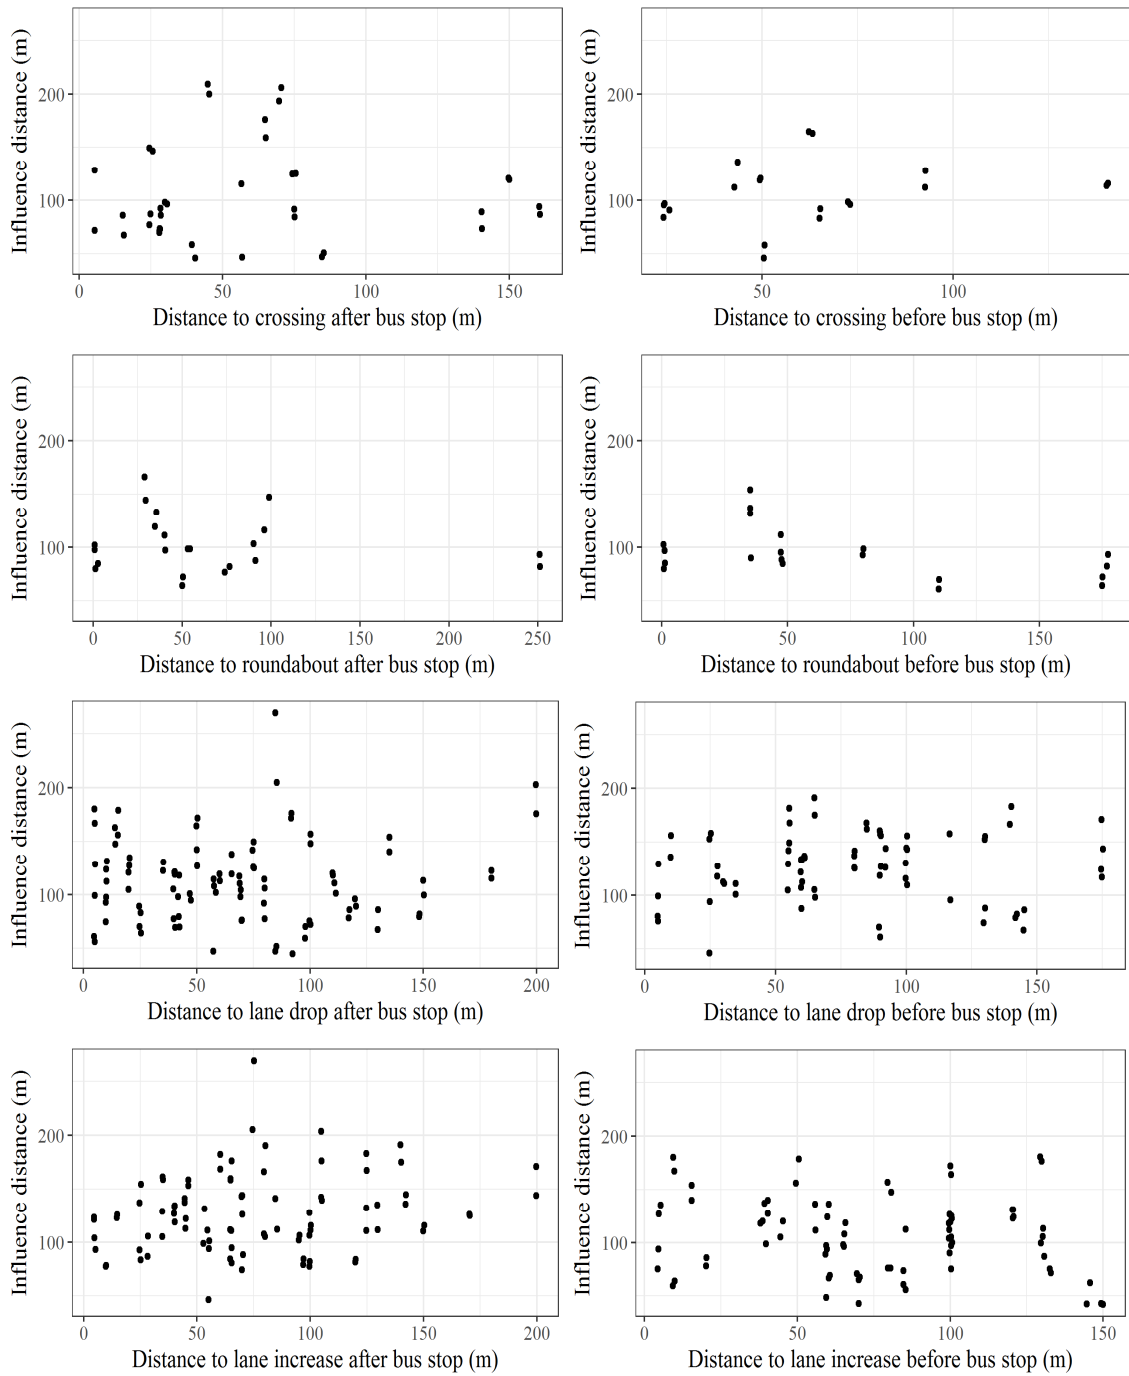 Influence distance (m)
200
100
0 50 100 150
Distance to crossing after bus stop (m)
Influence distance (m)
200
100
50 100
Distance to crossing before bus stop (m)
Influence distance (m)
200
100
0 50 100 150 200 250
Distance to roundabout after bus stop (m)
Influence distance (m)
200
100
0 50 100 150
Distance to roundabout before bus stop (m)
Influence distance (m)
200
100
0 50 100 150 200
Distance to lane drop after bus stop (m)
Influence distance (m)
200
100
0 50 100 150
Distance to lane drop before bus stop (m)
Influence distance (m)
200
100
0 50 100 150 200
Distance to lane increase after bus stop (m)
Influence distance (m)
200
100
0 50 100 150
Distance to lane increase before bus stop (m)